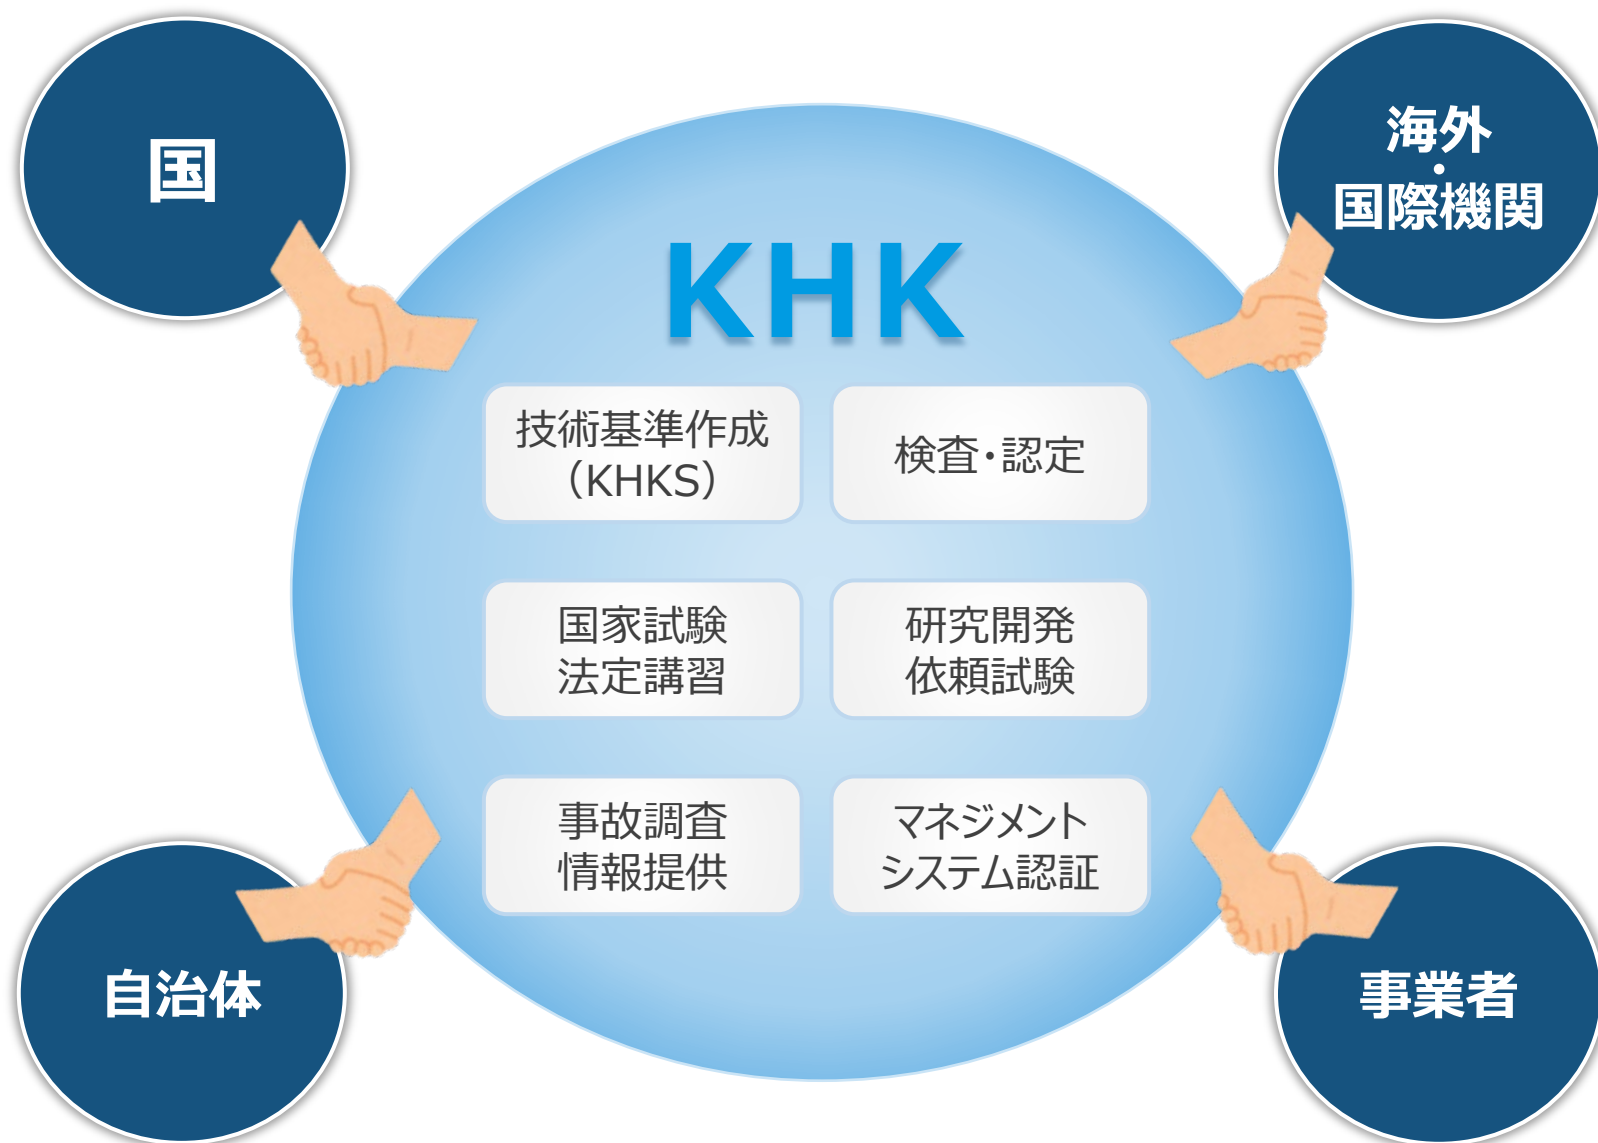 国
海外
・
国際機関
KHK
技術基準作成
（KHKS）
検査・認定
国家試験
法定講習
研究開発
依頼試験
事故調査
情報提供
マネジメント
システム認証
自治体
事業者